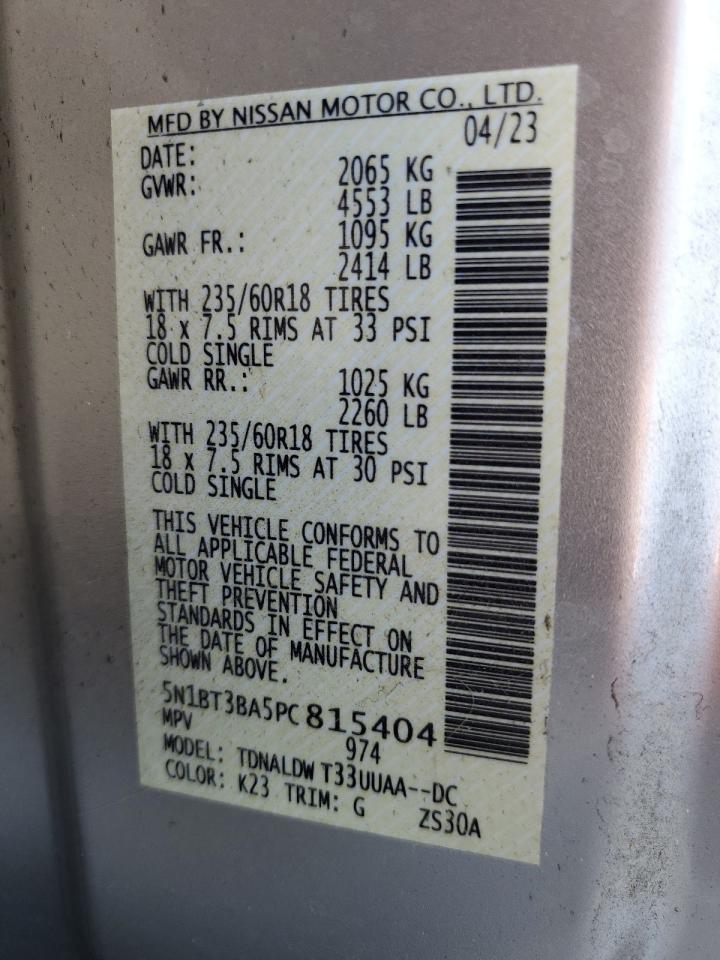 MFD BY NISSAN MOTOR CO., LTD.
DATE: 04/23
GVWR: 2065 KG
4553 LB
GAWR FR.: 1095 KG
2414 LB
WITH 235/60R18 TIRES
18 x 7.5 RIMS AT 33 PSI
COLD SINGLE
GAWR RR.: 1025 KG
2260 LB
WITH 235/60R18 TIRES
18 x 7.5 RIMS AT 30 PSI
COLD SINGLE
THIS VEHICLE CONFORMS TO
ALL APPLICABLE FEDERAL
MOTOR VEHICLE SAFETY AND
THEFT PREVENTION
STANDARDS IN EFFECT ON
THE DATE OF MANUFACTURE
SHOWN ABOVE.
5N1BT3BA5PC815404
MPV 974
MODEL: TDNALDW T33UUAA--DC
COLOR: K23 TRIM: G ZS30A